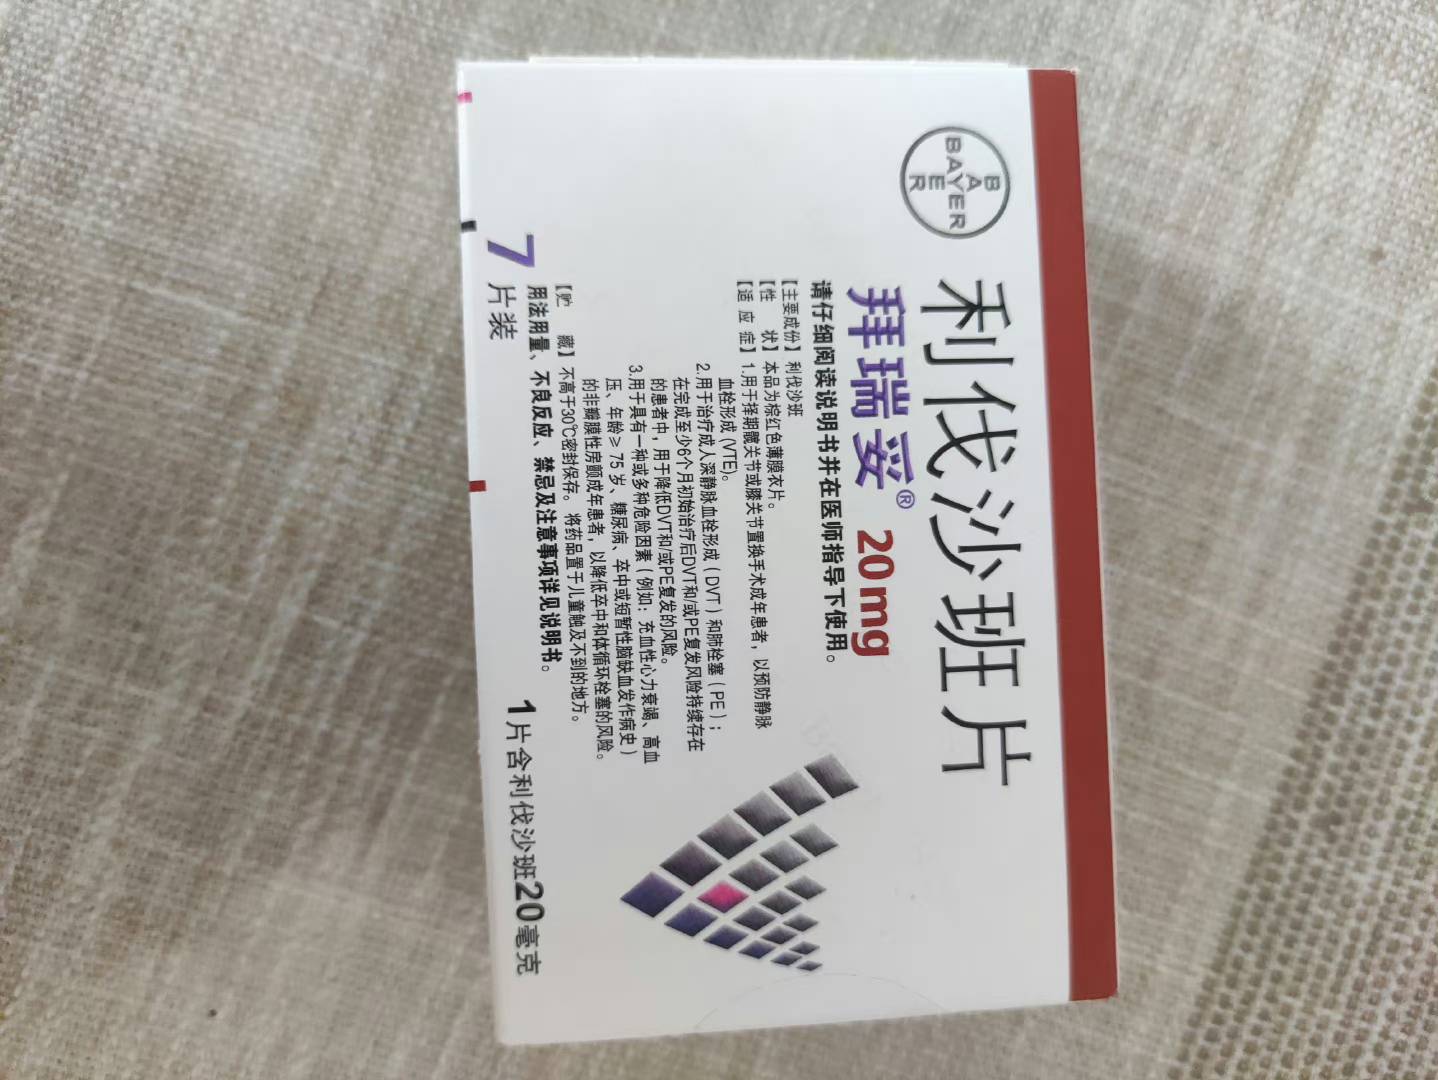 BAYER
BAYER
利伐沙班片
拜瑞妥® 20mg
请仔细阅读说明书并在医师指导下使用。
【主要成份】利伐沙班
【性 状】本品为棕红色薄膜衣片。
【适 应 症】1.用于择期髋关节或膝关节置换手术成年患者，以预防静脉
血栓形成(VTE)。
2.用于治疗成人深静脉血栓形成（DVT）和肺栓塞（PE）；
在完成至少6个月初始治疗后DVT和/或PE复发风险持续存在
的患者中，用于降低DVT和/或PE复发的风险。
3.用于具有一种或多种危险因素（例如：充血性心力衰竭、高血
压、年龄≥75岁、糖尿病、卒中或短暂性脑缺血发作病史）
的非瓣膜性房颤成年患者，以降低卒中和体循环栓塞的风险。
【贮 藏】不高于30℃密封保存。将药品置于儿童触及不到的地方。
用法用量、不良反应、禁忌及注意事项详见说明书。
7片装
1片含利伐沙班20毫克